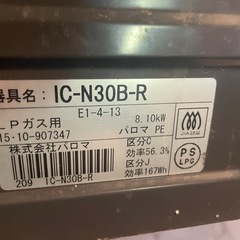 器具名：IC-N30B-R
E1-4-13
LPガス用 8.10kW
15·10-907347 パロマ PE
株式会社パロマ 区分C
効率56.3%
区分J
209 IC-N30B-R 効率167Wh
PS
LPG